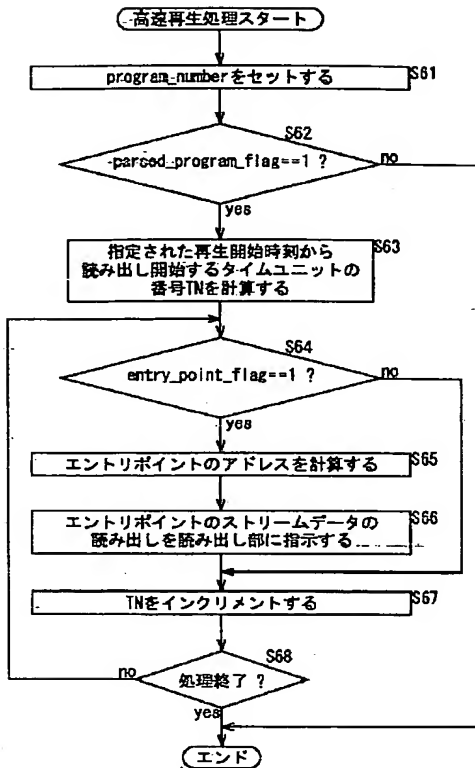 高速再生処理スタート
program_numberをセットする
S61
S62
parsed_program_flag==1 ?
no
yes
指定された再生開始時刻から
読み出し開始するタイムユニットの
番号TNを計算する
S63
S64
entry_point_flag==1 ?
no
yes
エントリポイントのアドレスを計算する
S65
エントリポイントのストリームデータの
読み出しを読み出し部に指示する
S66
TNをインクリメントする
S67
S68
no
処理終了 ?
yes
エンド